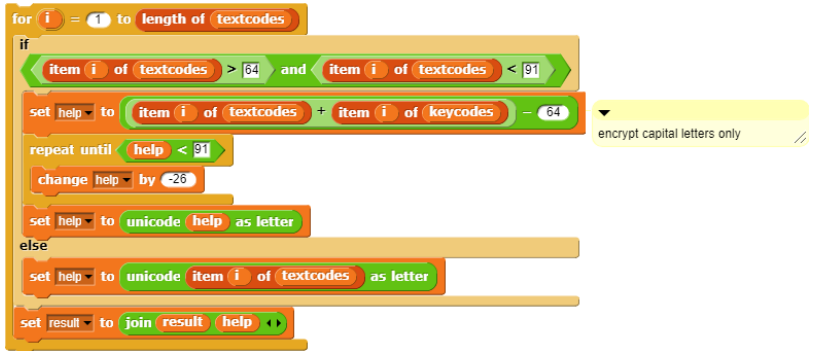 for i = 1 to length of textcodes
if
item i of textcodes > 64 and item i of textcodes < 91
set help to item i of textcodes + item i of keycodes - 64
encrypt capital letters only
repeat until help < 91
change help by -26
set help to unicode help as letter
else
set help to unicode item i of textcodes as letter
set result to join result help